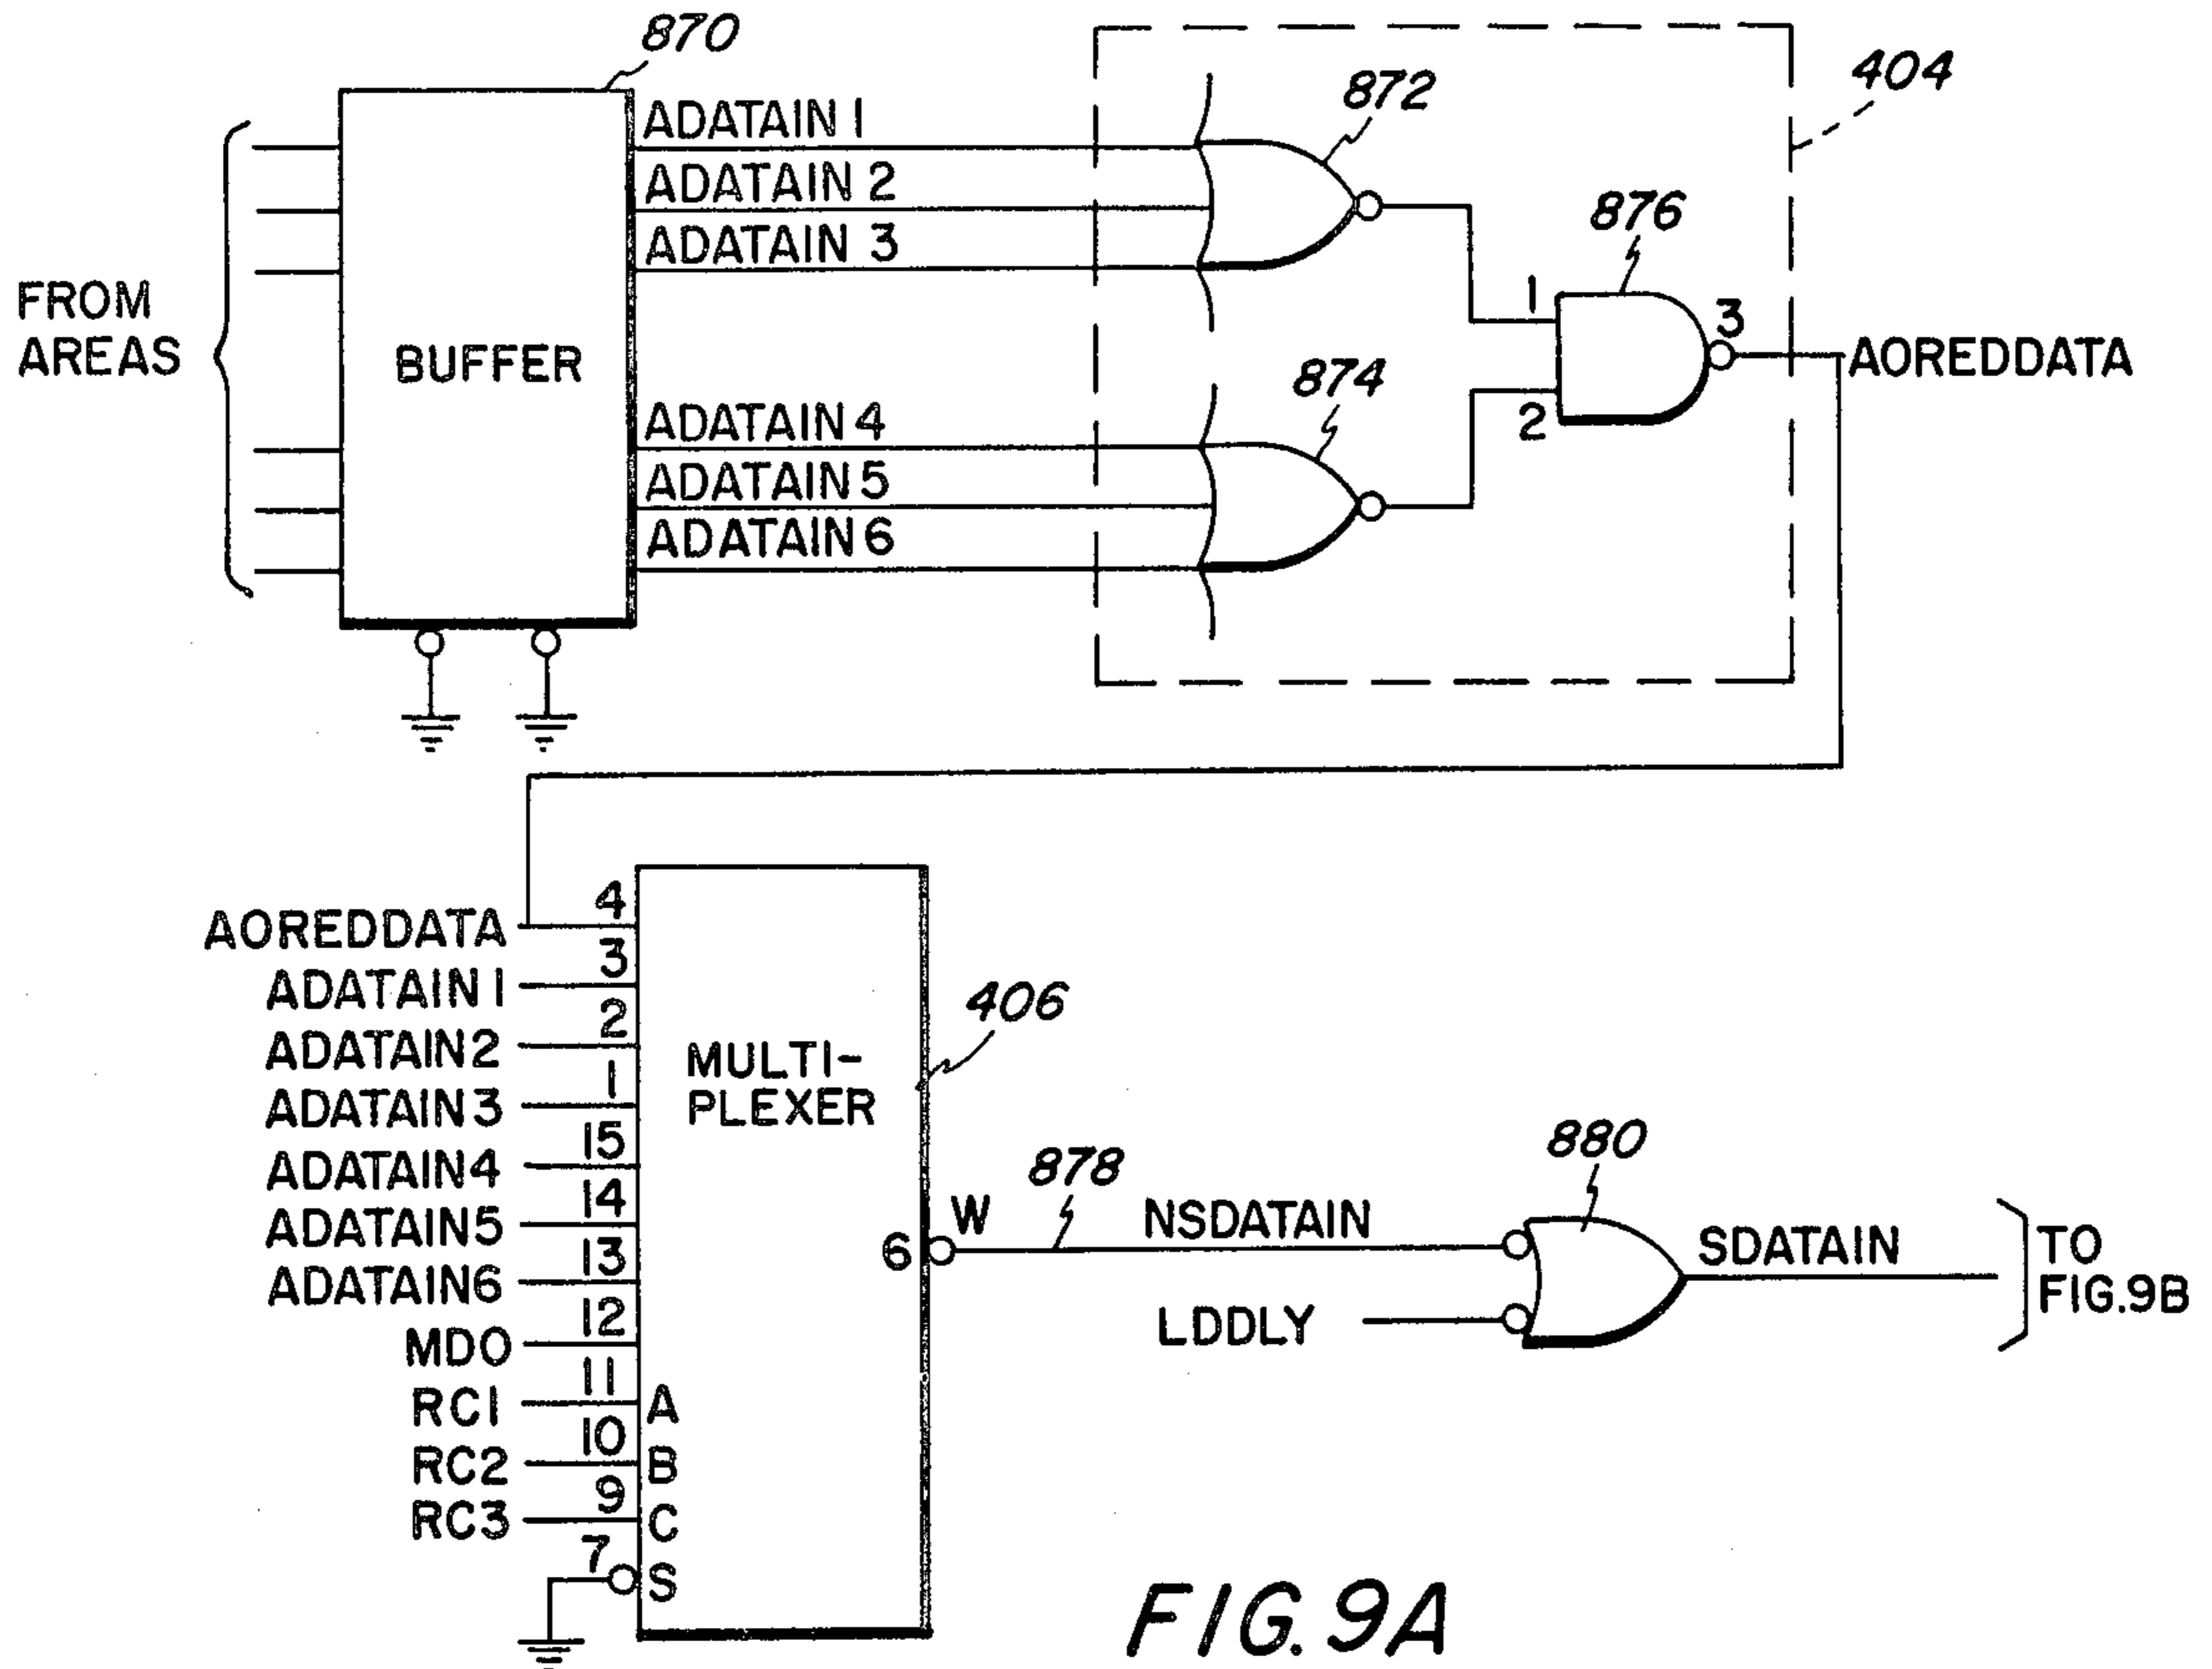 870
404
872
ADATAIN 1
ADATAIN 2
ADATAIN 3
876
FROM
AREAS
BUFFER
1
3
AOREDDATA
2
874
ADATAIN 4
ADATAIN 5
ADATAIN 6
AOREDDATA 4
ADATAIN1 3
ADATAIN2 2
ADATAIN3 1
ADATAIN4 15
ADATAIN5 14
ADATAIN6 13
MD0 12
RC1 11 A
RC2 10 B
RC3 9 C
7 S
MULTI-
PLEXER
406
6 W
878
NSDATAIN
LDDLY
880
SDATAIN
TO
FIG.9B
FIG. 9A